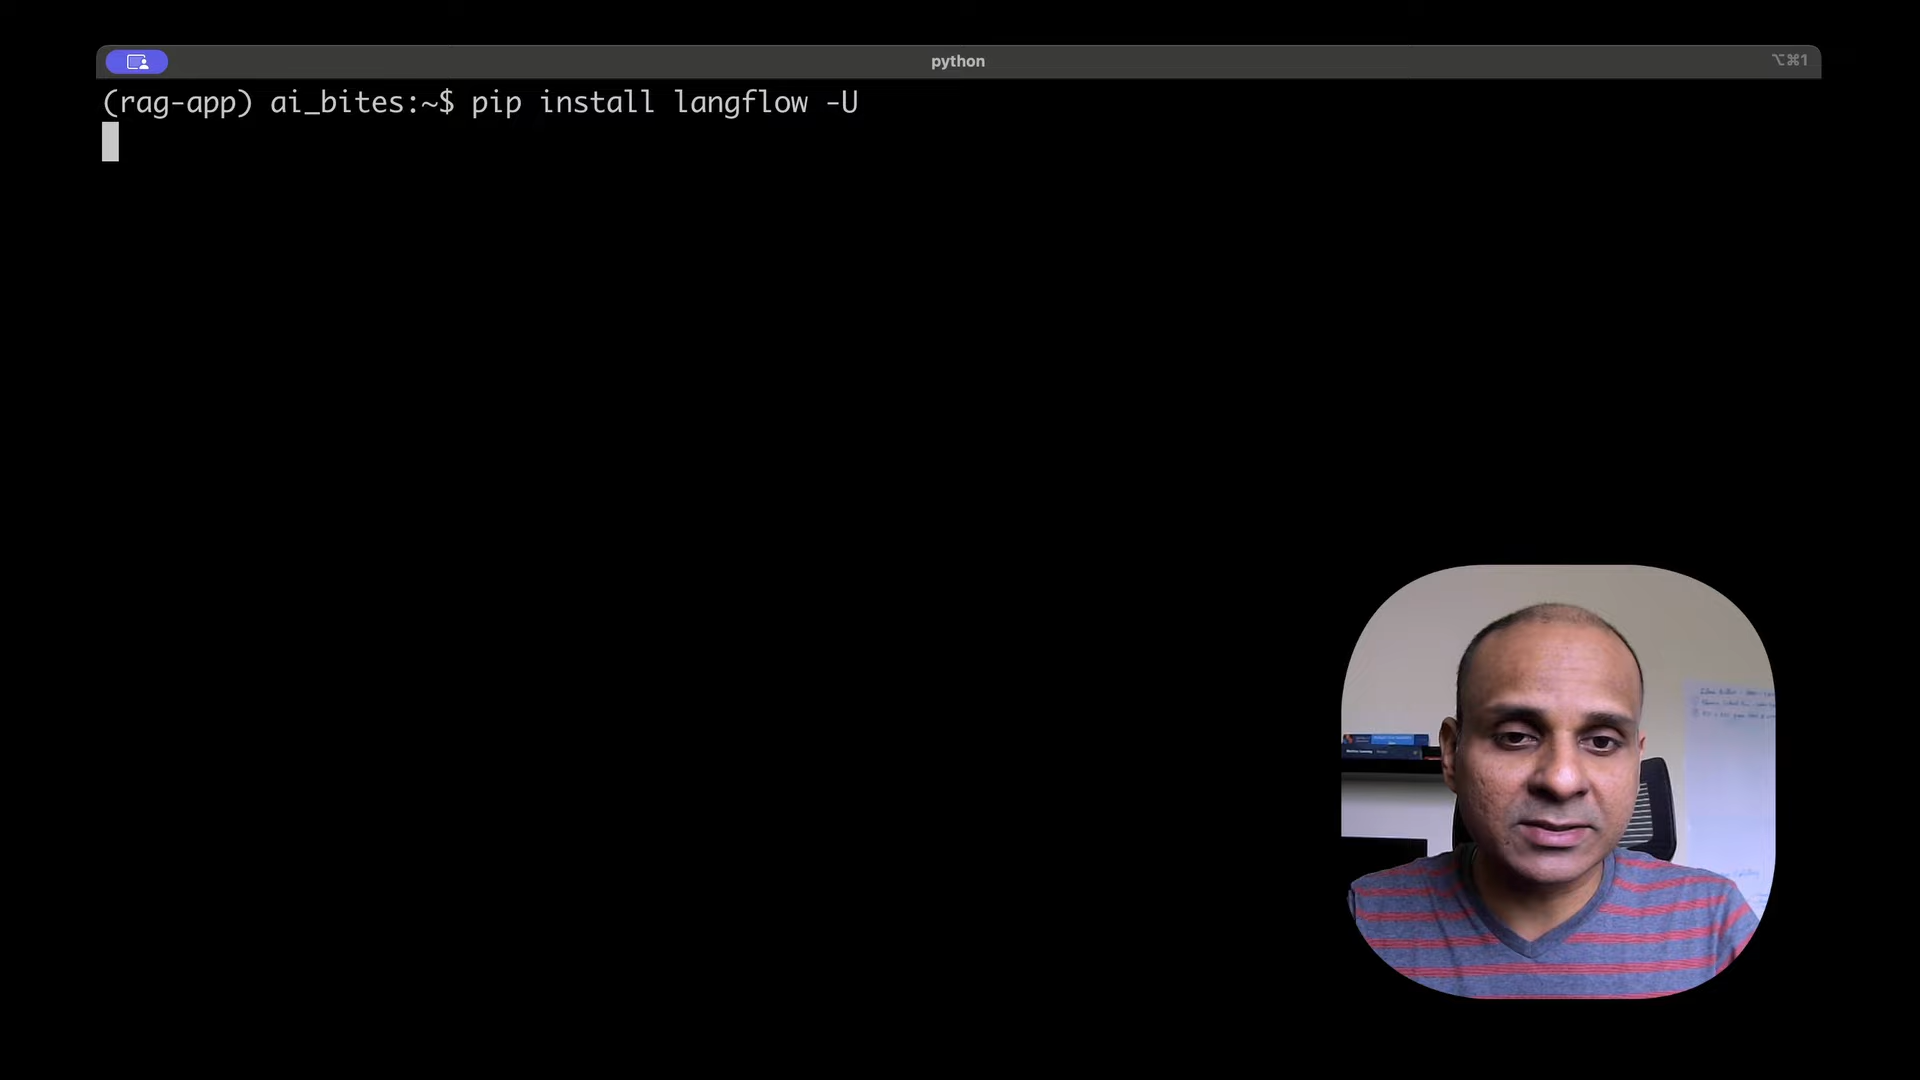 python
⌥⌘1
(rag-app) ai_bites:~$ pip install langflow -U